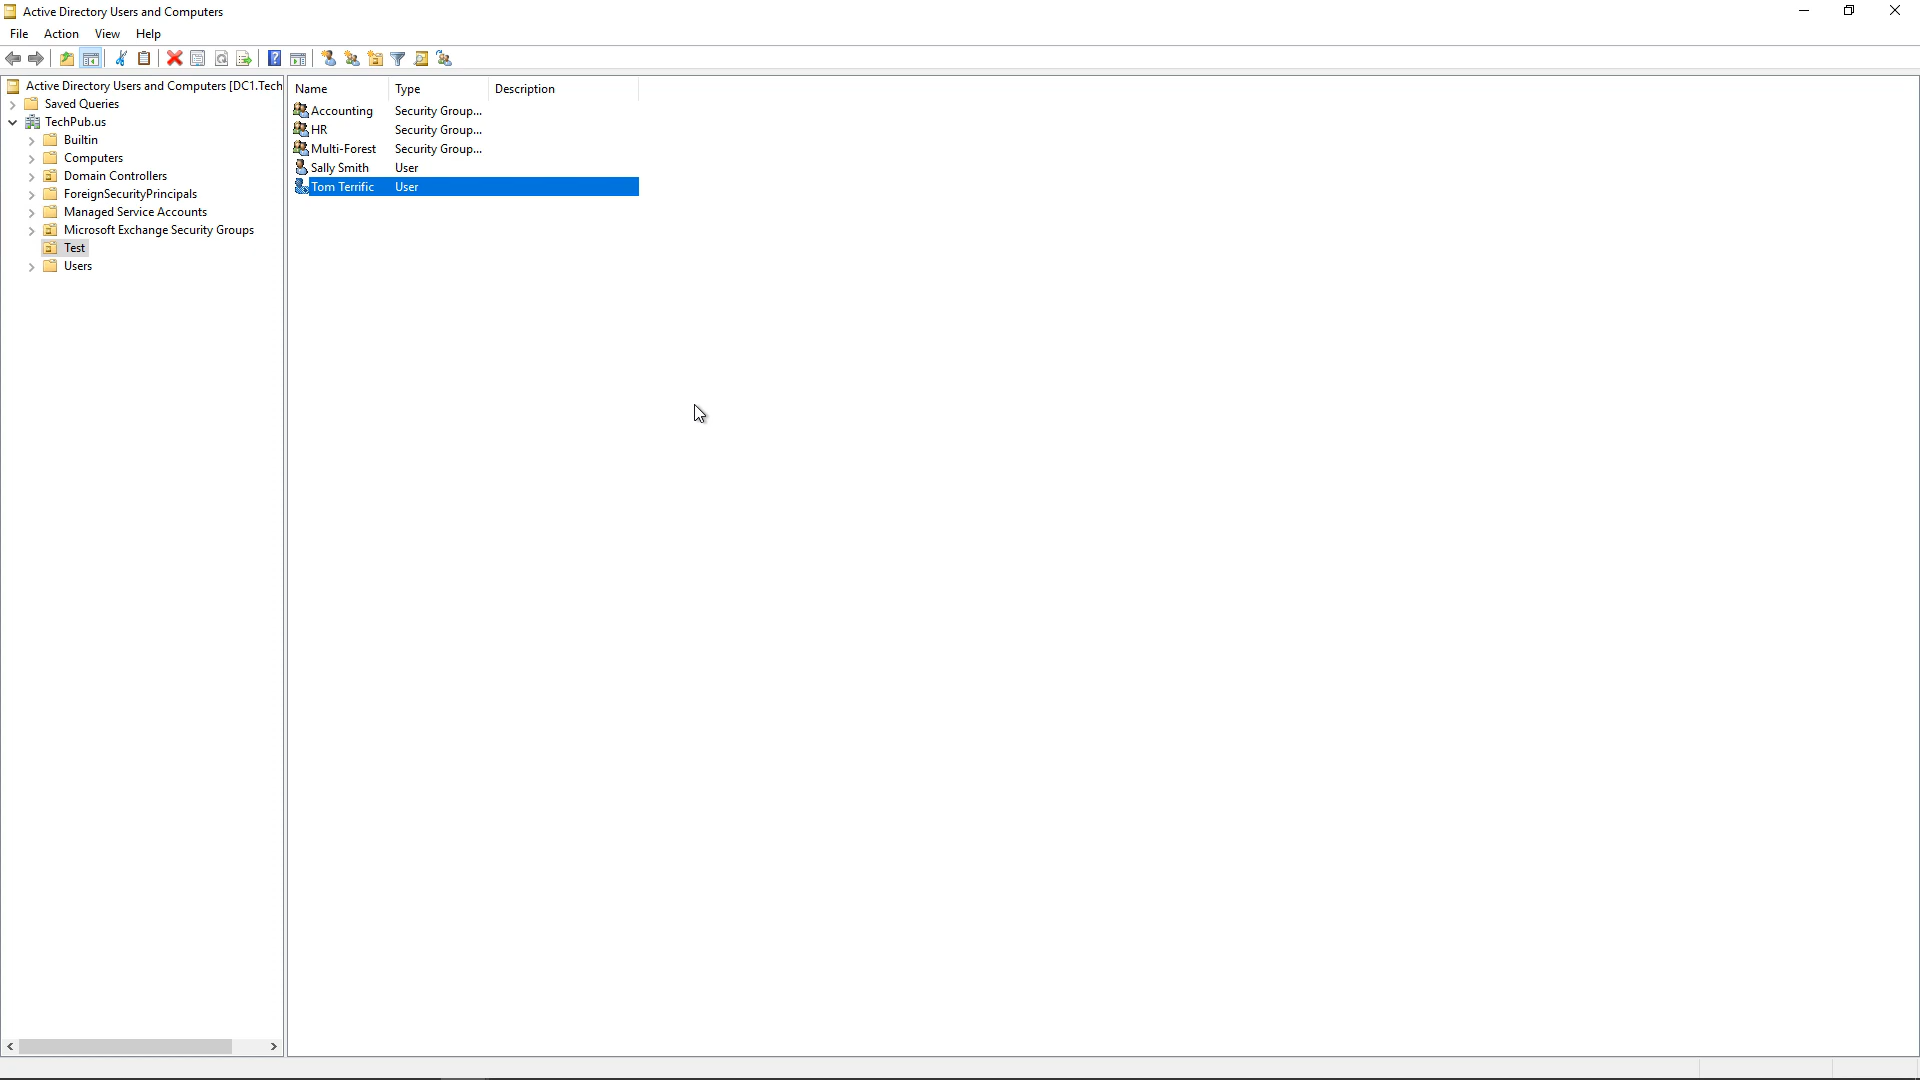 Active Directory Users and Computers
File Action View Help
Active Directory Users and Computers [DC1.Tech
Saved Queries
TechPub.us
Builtin
Computers
Domain Controllers
ForeignSecurityPrincipals
Managed Service Accounts
Microsoft Exchange Security Groups
Test
Users
Name Type Description
Accounting Security Group...
HR Security Group...
Multi-Forest Security Group...
Sally Smith User
Tom Terrific User